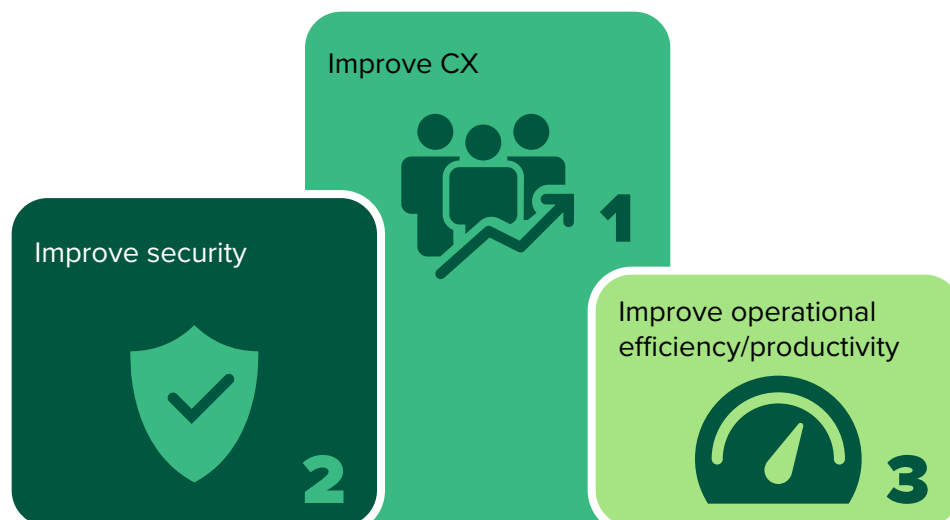 Improve CX
1
Improve security
2
Improve operational
efficiency/productivity
3